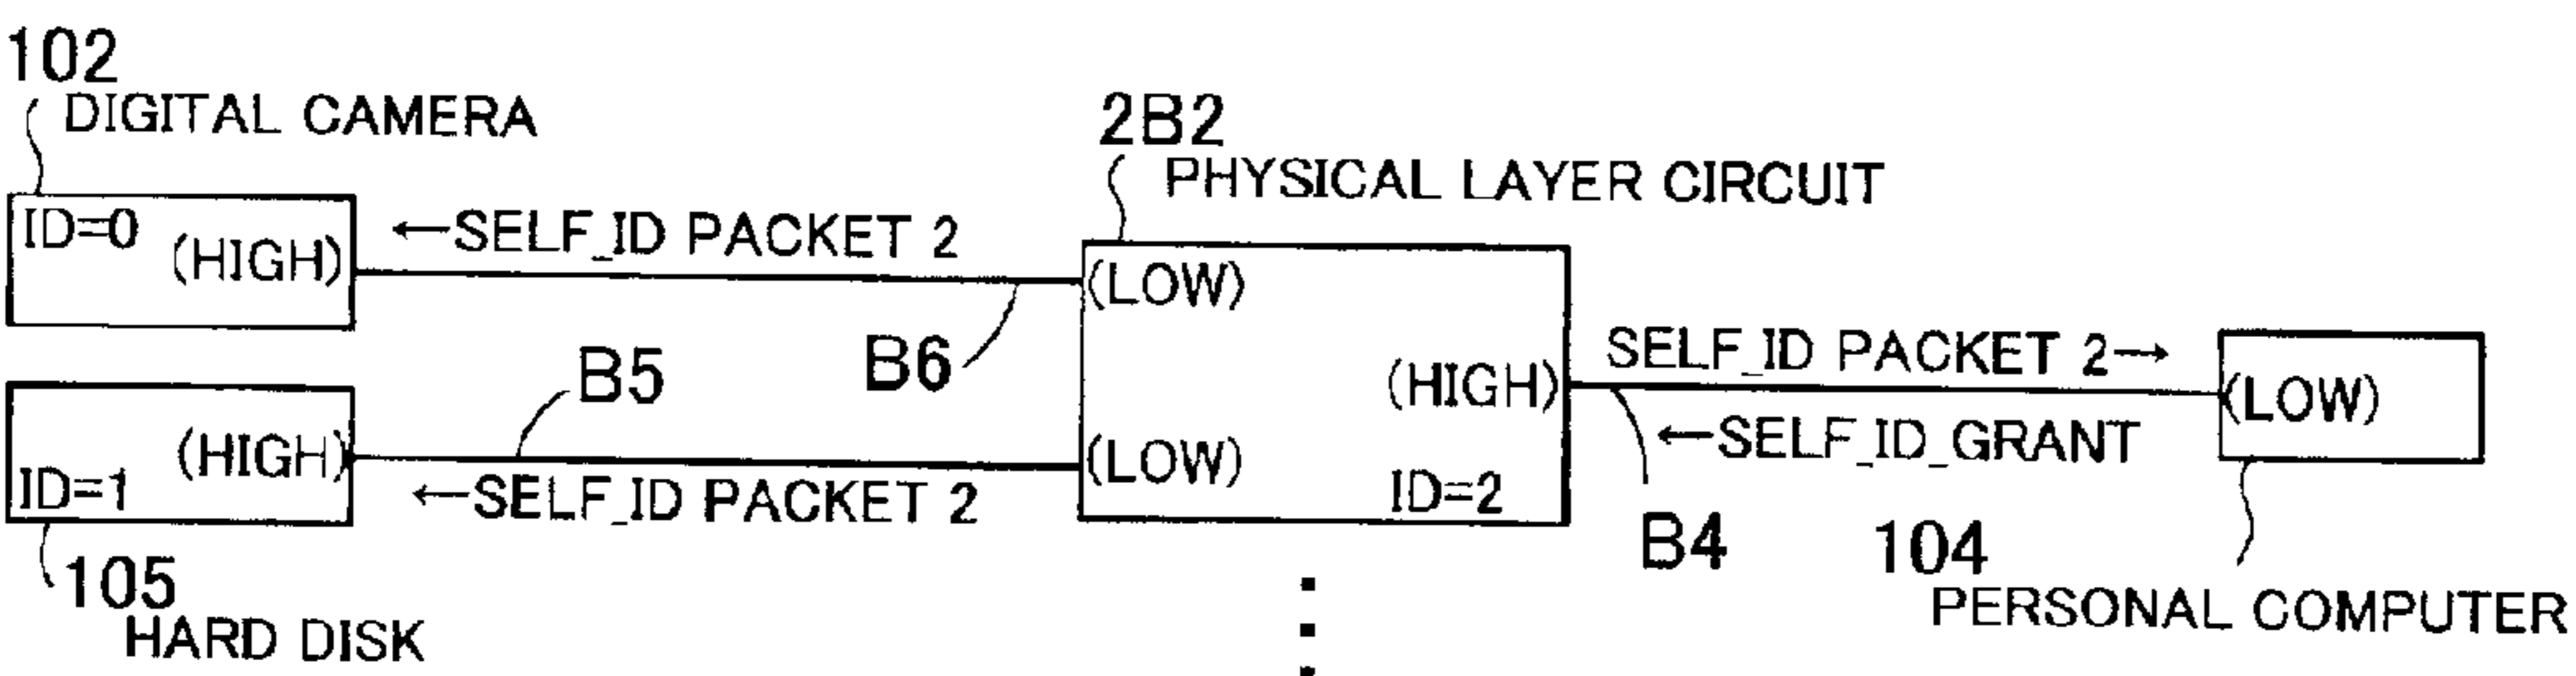 102
DIGITAL CAMERA
ID=0
(HIGH)
←SELF_ID PACKET 2
B6
2B2
PHYSICAL LAYER CIRCUIT
(LOW)
(HIGH)
(LOW)
ID=2
SELF_ID PACKET 2→
←SELF_ID_GRANT
B4
(LOW)
104
PERSONAL COMPUTER
B5
(HIGH)
ID=1
←SELF_ID PACKET 2
105
HARD DISK